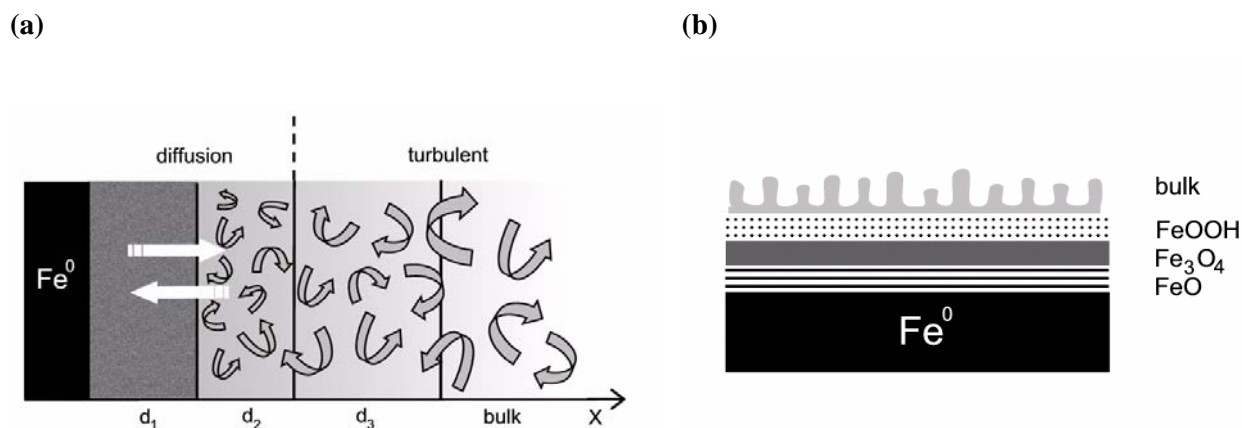 (a)
diffusion turbulent
Fe⁰
d₁ d₂ d₃ bulk X
(b)
bulk
FeOOH
Fe₃O₄
FeO
Fe⁰